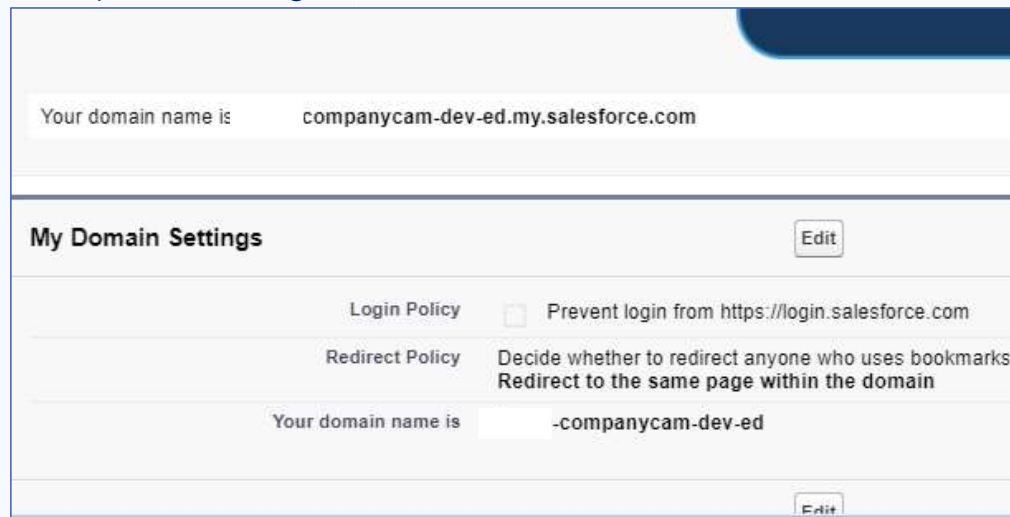 Your domain name is companycam-dev-ed.my.salesforce.com
My Domain Settings
Edit
Login Policy Prevent login from https://login.salesforce.com
Redirect Policy Decide whether to redirect anyone who uses bookmarks
Redirect to the same page within the domain
Your domain name is -companycam-dev-ed
Edit